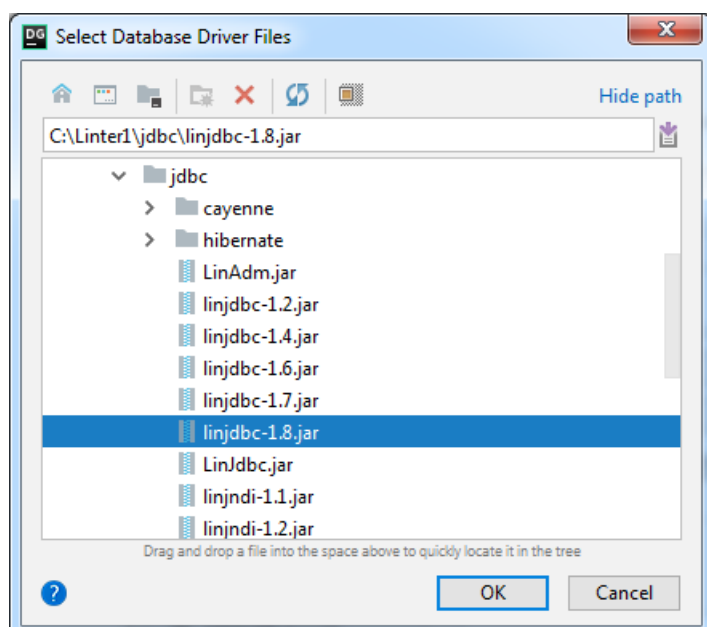 DG Select Database Driver Files
Hide path
C:\Linter1\jdbc\linjdbc-1.8.jar
jdbc
cayenne
hibernate
LinAdm.jar
linjdbc-1.2.jar
linjdbc-1.4.jar
linjdbc-1.6.jar
linjdbc-1.7.jar
linjdbc-1.8.jar
LinJdbc.jar
linjndi-1.1.jar
linjndi-1.2.jar
Drag and drop a file into the space above to quickly locate it in the tree
? OK Cancel